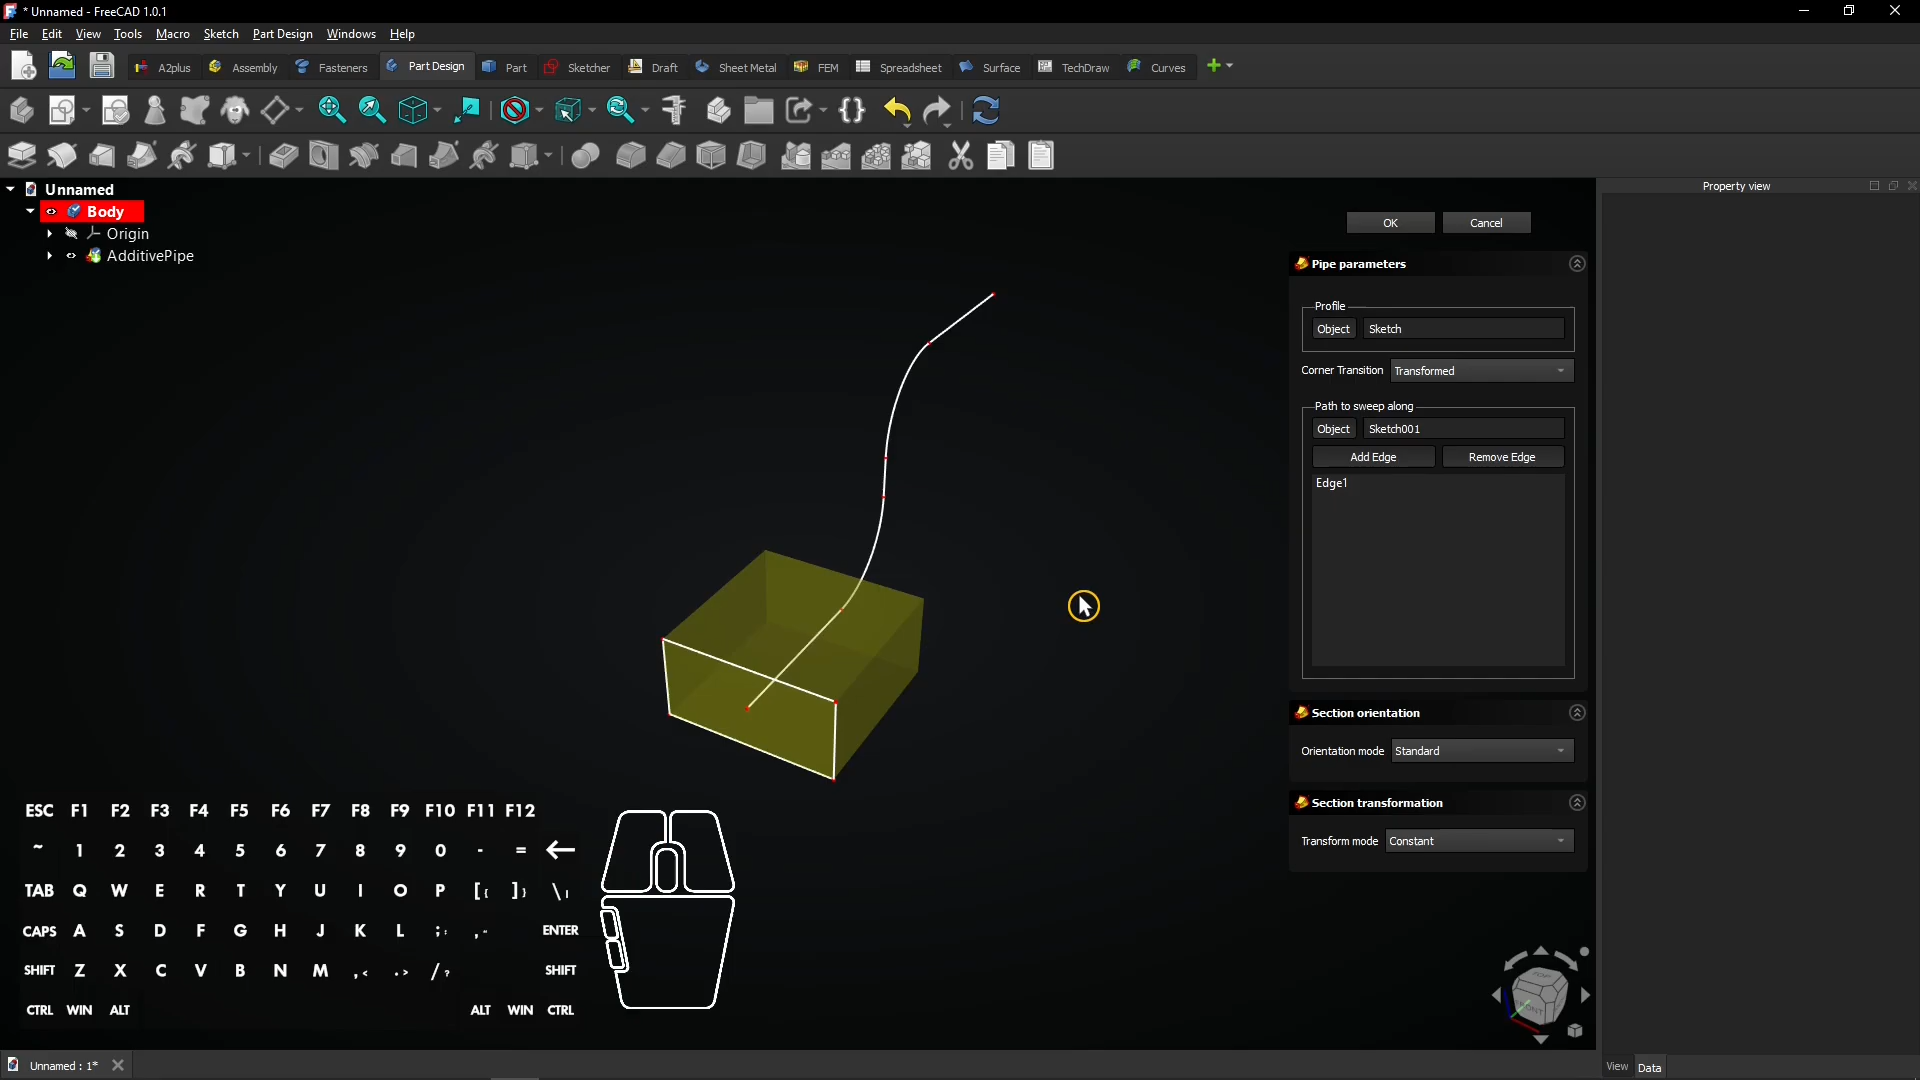 * Unnamed - FreeCAD 1.0.1
File Edit View Tools Macro Sketch Part Design Windows Help
A2plus Assembly Fasteners Part Design Part Sketcher Draft Sheet Metal FEM Spreadsheet Surface TechDraw Curves
Unnamed
Body
Origin
AdditivePipe
Property view
OK Cancel
Pipe parameters
Profile
Object Sketch
Corner Transition Transformed
Path to sweep along
Object Sketch001
Add Edge Remove Edge
Edge1
Section orientation
Orientation mode Standard
Section transformation
Transform mode Constant
ESC F1 F2 F3 F4 F5 F6 F7 F8 F9 F10 F11 F12
~ 1 2 3 4 5 6 7 8 9 0 - = ←
TAB Q W E R T Y U I O P [{ ]} \|
CAPS A S D F G H J K L ;: ," ENTER
SHIFT Z X C V B N M ,< .> /? SHIFT
CTRL WIN ALT ALT WIN CTRL
TOP
FRONT
Unnamed : 1*
View Data